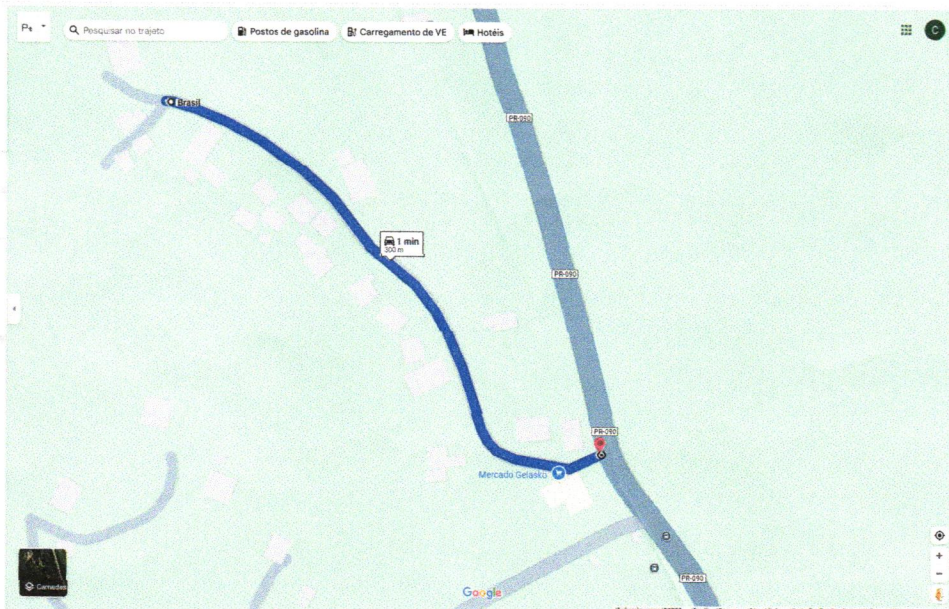 Pesquisar no trajeto
Postos de gasolina
Carregamento de VE
Hotéis
C
PR-090
Brasil
1 min
300 m
PR-090
PR-090
Mercado Gelasko
Camadas
Google
PR-090